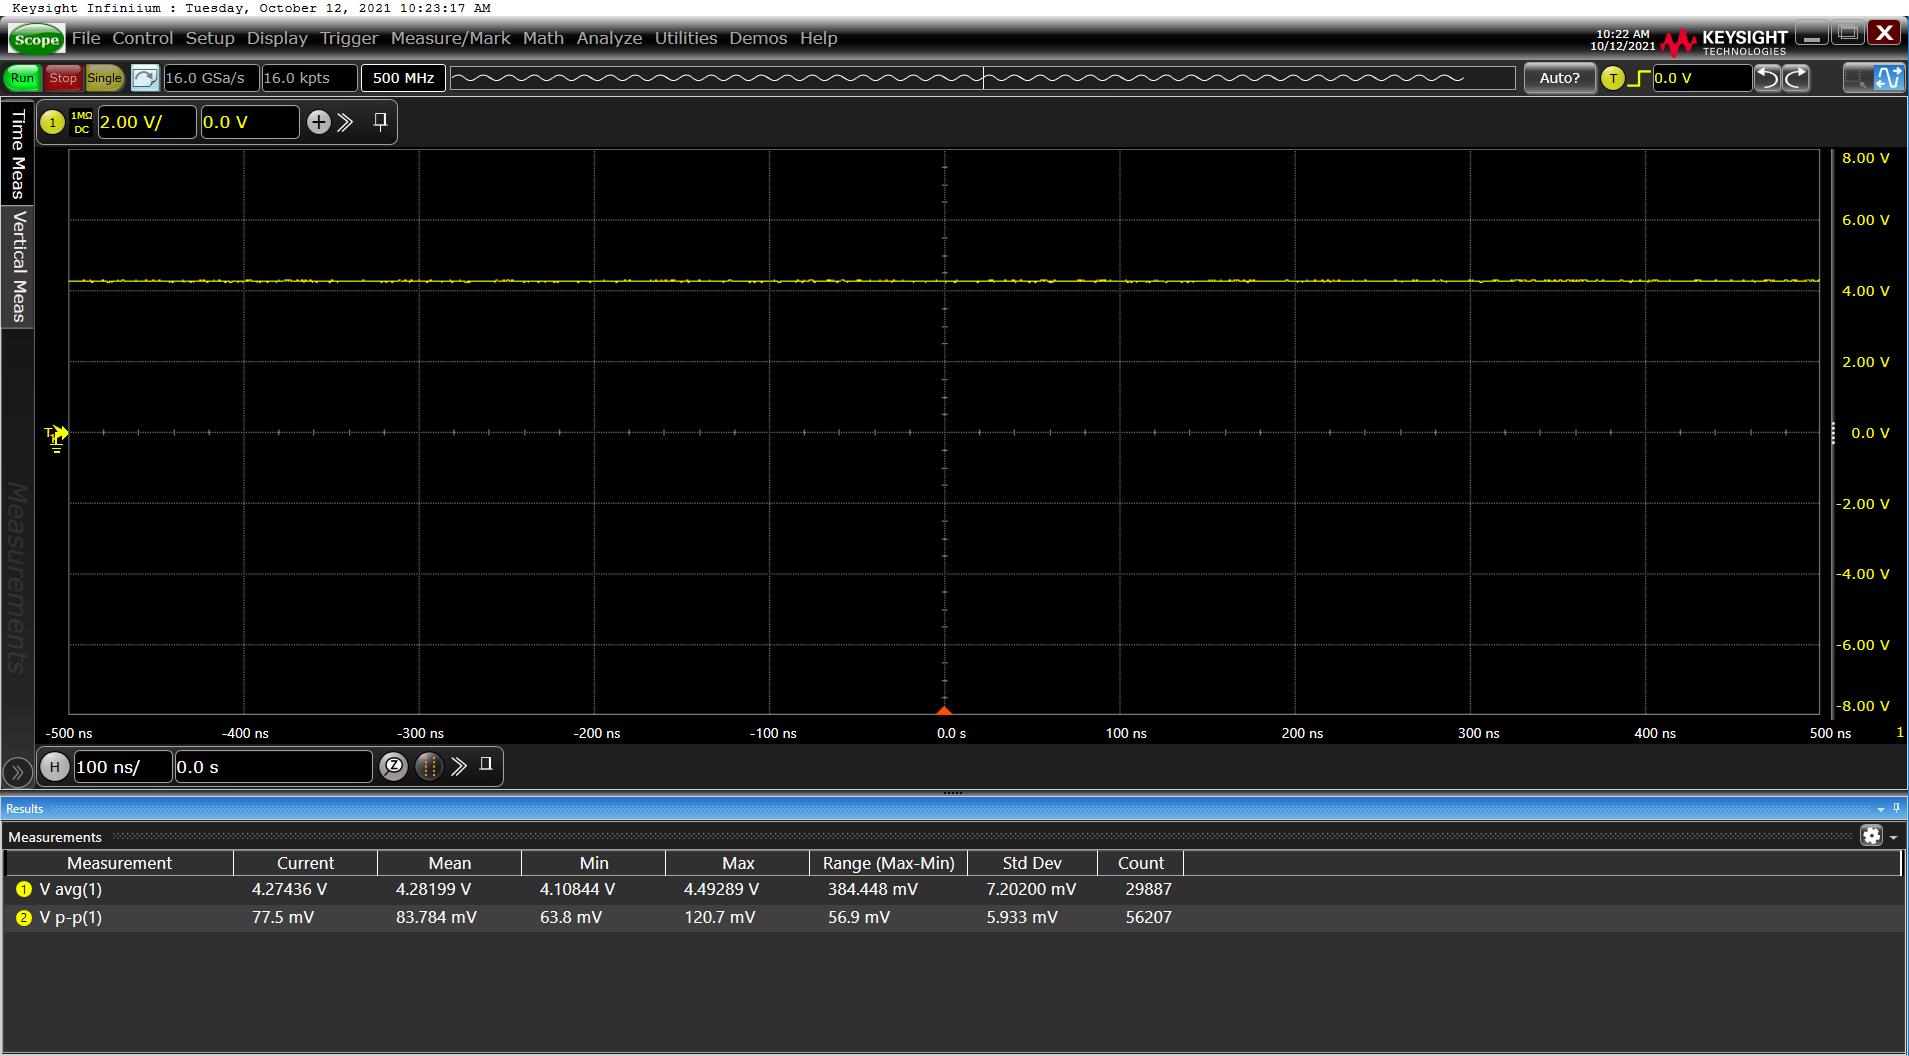 Keysight Infiniium : Tuesday, October 12, 2021 10:23:17 AM
Scope File Control Setup Display Trigger Measure/Mark Math Analyze Utilities Demos Help
10:22 AM
10/12/2021
KEYSIGHT
TECHNOLOGIES
Run Stop Single 16.0 GSa/s 16.0 kpts 500 MHz Auto? T 0.0 V
1 1MΩ DC 2.00 V/ 0.0 V
Time Meas
Vertical Meas
Measurements
8.00 V
6.00 V
4.00 V
2.00 V
0.0 V
-2.00 V
-4.00 V
-6.00 V
-8.00 V
T
-500 ns -400 ns -300 ns -200 ns -100 ns 0.0 s 100 ns 200 ns 300 ns 400 ns 500 ns 1
H 100 ns/ 0.0 s Z
Results
Measurements
Measurement Current Mean Min Max Range (Max-Min) Std Dev Count
1 V avg(1) 4.27436 V 4.28199 V 4.10844 V 4.49289 V 384.448 mV 7.20200 mV 29887
2 V p-p(1) 77.5 mV 83.784 mV 63.8 mV 120.7 mV 56.9 mV 5.933 mV 56207